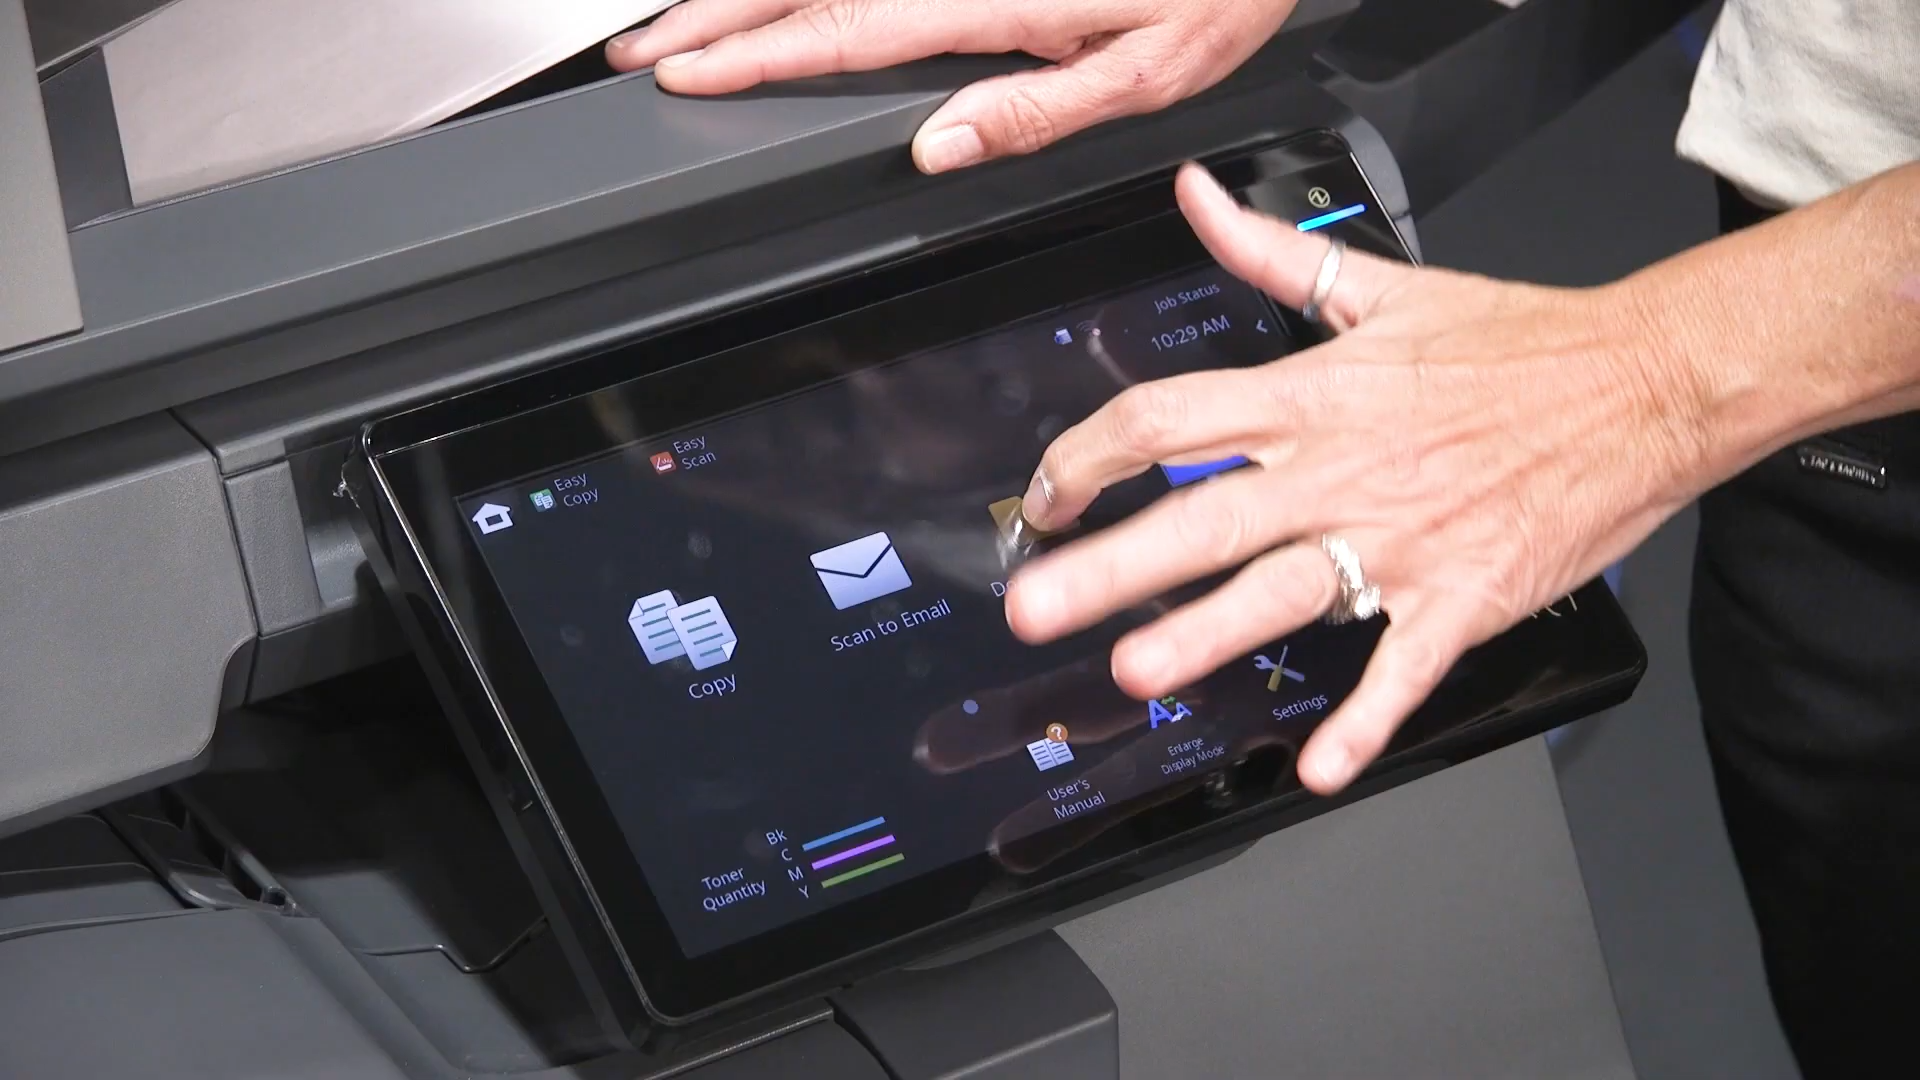 Job Status
10:29 AM
Easy
Scan
Easy
Copy
Scan to Email
Copy
Settings
Enlarge
Display Mode
User's
Manual
Bk
C
M
Y
Toner
Quantity